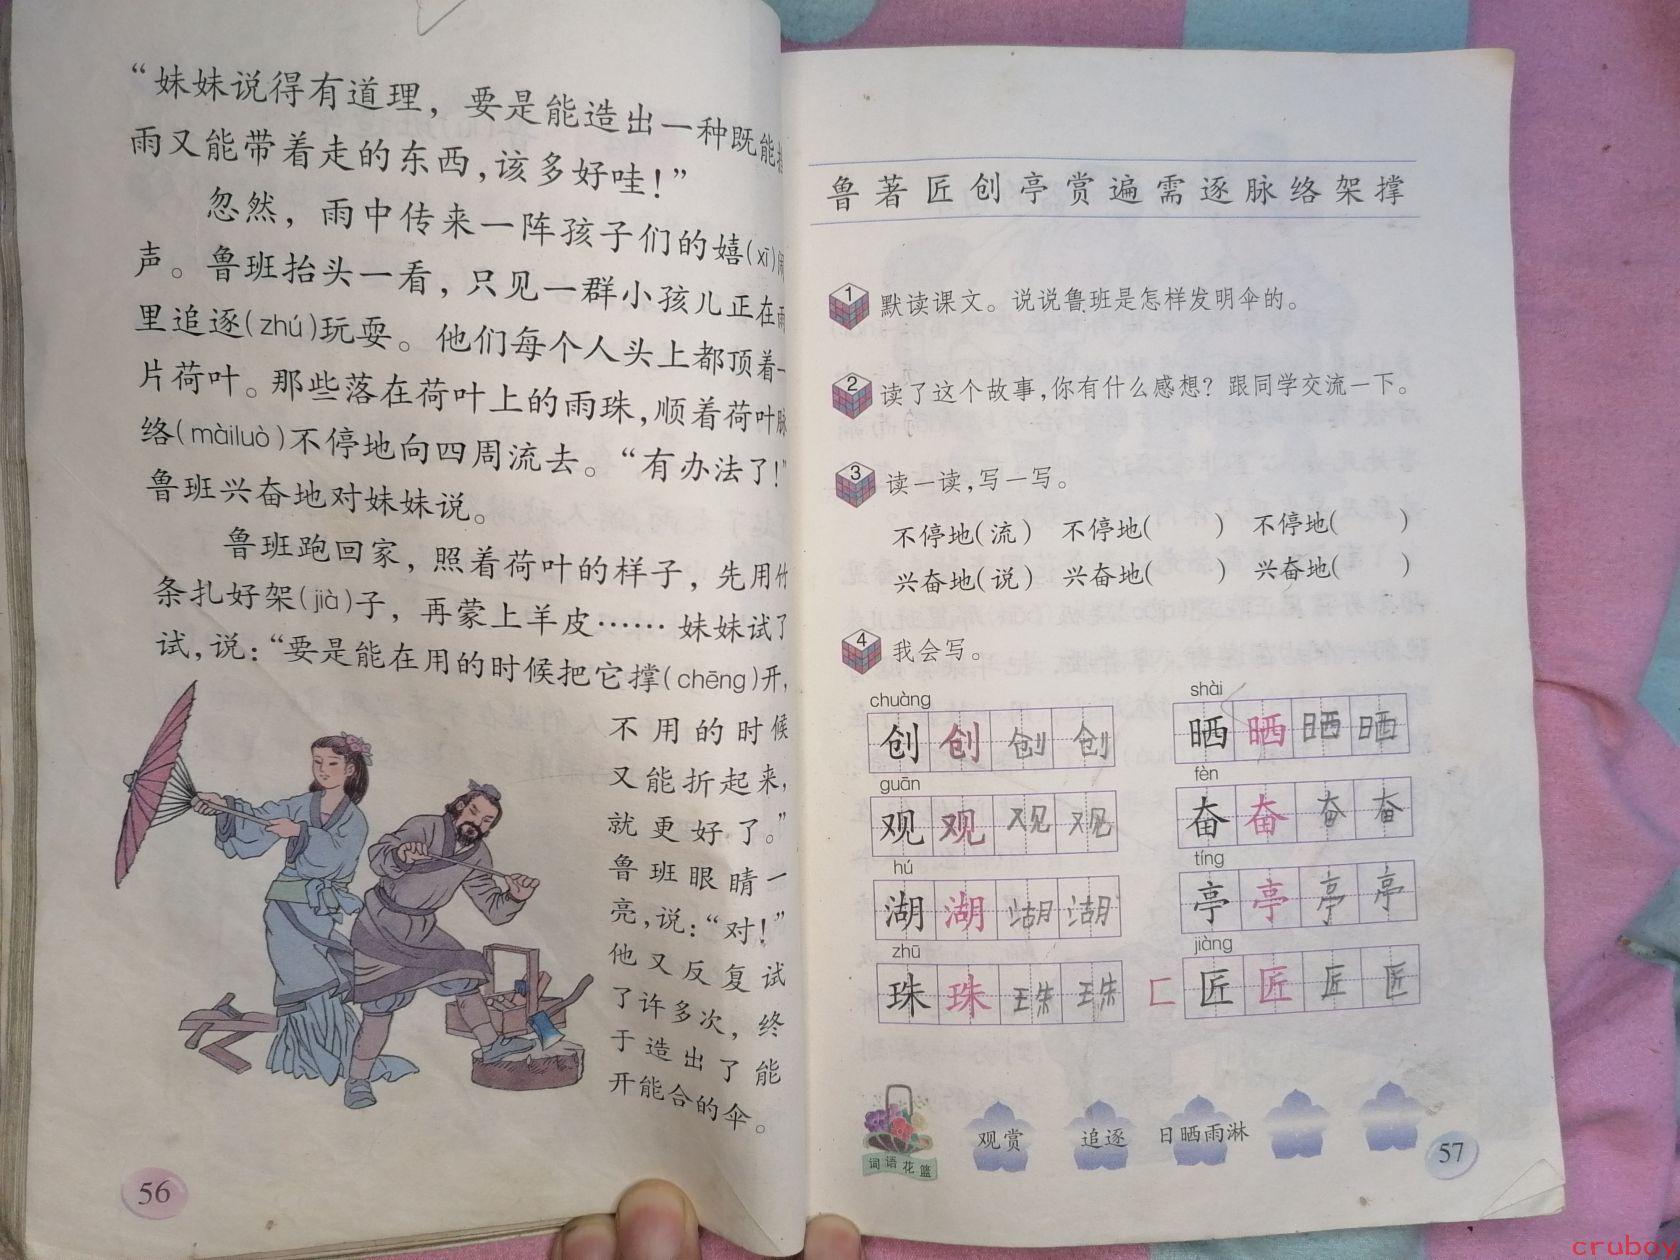 “妹妹说得有道理，要是能造出一种既能
雨又能带着走的东西，该多好哇！”
忽然，雨中传来一阵孩子们的嬉(xī)
声。鲁班抬头一看，只见一群小孩儿正在雨
里追逐(zhú)玩耍。他们每个人头上都顶着一
片荷叶。那些落在荷叶上的雨珠，顺着荷叶脉
络(màiluò)不停地向四周流去。“有办法了！”
鲁班兴奋地对妹妹说。
鲁班跑回家，照着荷叶的样子，先用竹
条扎好架(jià)子，再蒙上羊皮……妹妹试了
试，说：“要是能在用的时候把它撑(chēng)开，
不用的时候
又能折起来，
就更好了。”
鲁班眼睛一
亮，说：“对！”
他又反复试
了许多次，终
于造出了能
开能合的伞。
56
鲁著匠创亭赏遍需逐脉络架撑
1 默读课文。说说鲁班是怎样发明伞的。
2 读了这个故事，你有什么感想？跟同学交流一下。
3 读一读，写一写。
不停地(流) 不停地( ) 不停地( )
兴奋地(说) 兴奋地( ) 兴奋地( )
4 我会写。
chuàng shài
创创创创 晒晒晒晒
guān fèn
观观观观 奋奋奋奋
hú tíng
湖湖湖湖 亭亭亭亭
zhū jiàng
珠珠珠珠 匚 匠匠匠匠
词语花篮 观赏 追逐 日晒雨淋
57
cruboy